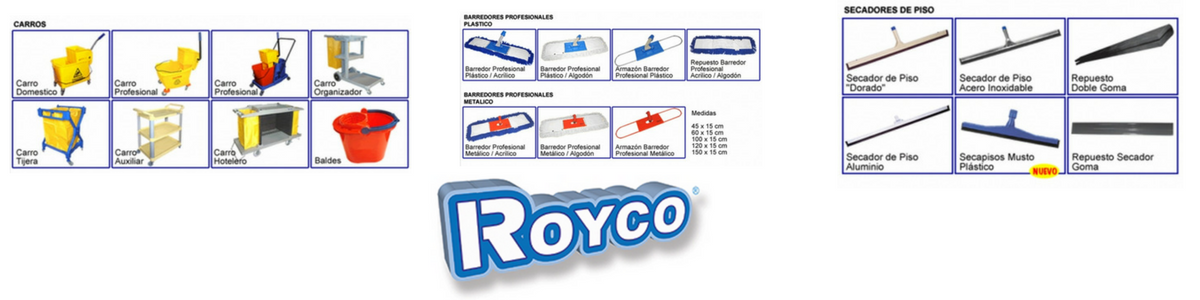 CARROS
Carro
Domestico
Carro
Profesional
Carro
Profesional
Carro
Organizador
Carro
Tijera
Carro
Auxiliar
Carro
Hotelero
Baldes
BARREDORES PROFESIONALES
PLASTICO
Barredor Profesional
Plástico / Acrílico
Barredor Profesional
Plástico / Algodón
Armazón Barredor
Profesional Plástico
Repuesto Barredor
Profesional
Acrílico / Algodón
BARREDORES PROFESIONALES
METALICO
Barredor Profesional
Metálico / Acrílico
Barredor Profesional
Metálico / Algodón
Armazón Barredor
Profesional Metálico
Medidas
45 x 15 cm
60 x 15 cm
100 x 15 cm
120 x 15 cm
150 x 15 cm
ROYCO®
SECADORES DE PISO
Secador de Piso
"Dorado"
Secador de Piso
Acero Inoxidable
Repuesto
Doble Goma
Secador de Piso
Aluminio
Secapisos Musto
Plástico
NUEVO
Repuesto Secador
Goma